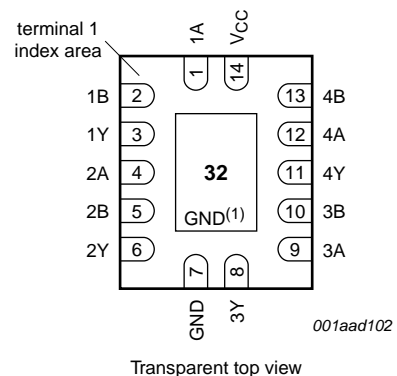 terminal 1
index area
1A
VCC
1
14
1B 2 13 4B
1Y 3 12 4A
2A 4 32 11 4Y
2B 5 GND(1) 10 3B
2Y 6 9 3A
7
8
GND
3Y
001aad102
Transparent top view